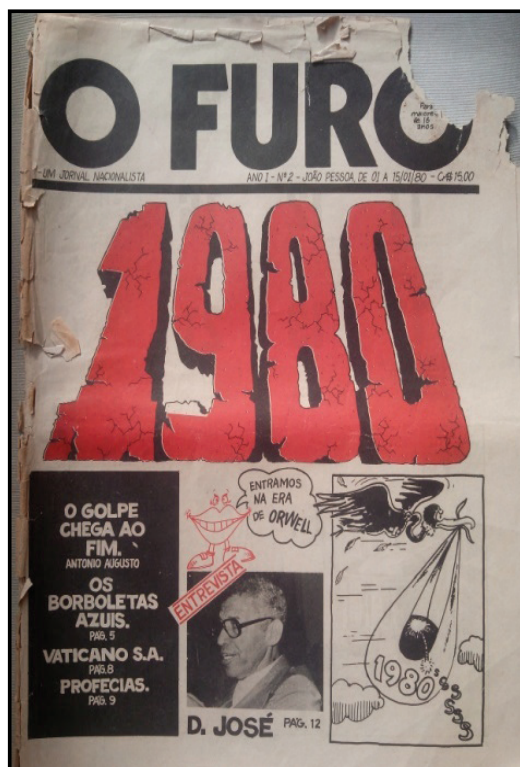 O FURO
Para
maiores
de 18
anos
-UM JORNAL NACIONALISTA
ANO I - Nº 2 - JOÃO PESSOA, DE 01 A 15/01/80 - CR$ 15,00
1980
O GOLPE
CHEGA AO
FIM.
ANTONIO AUGUSTO
OS
BORBOLETAS
AZUIS.
PAG. 5
VATICANO S.A.
PAG. 8
PROFECIAS.
PAG. 9
ENTRAMOS
NA ERA
DE ORWELL
ENTREVISTA
D. JOSÉ PAG. 12
1980